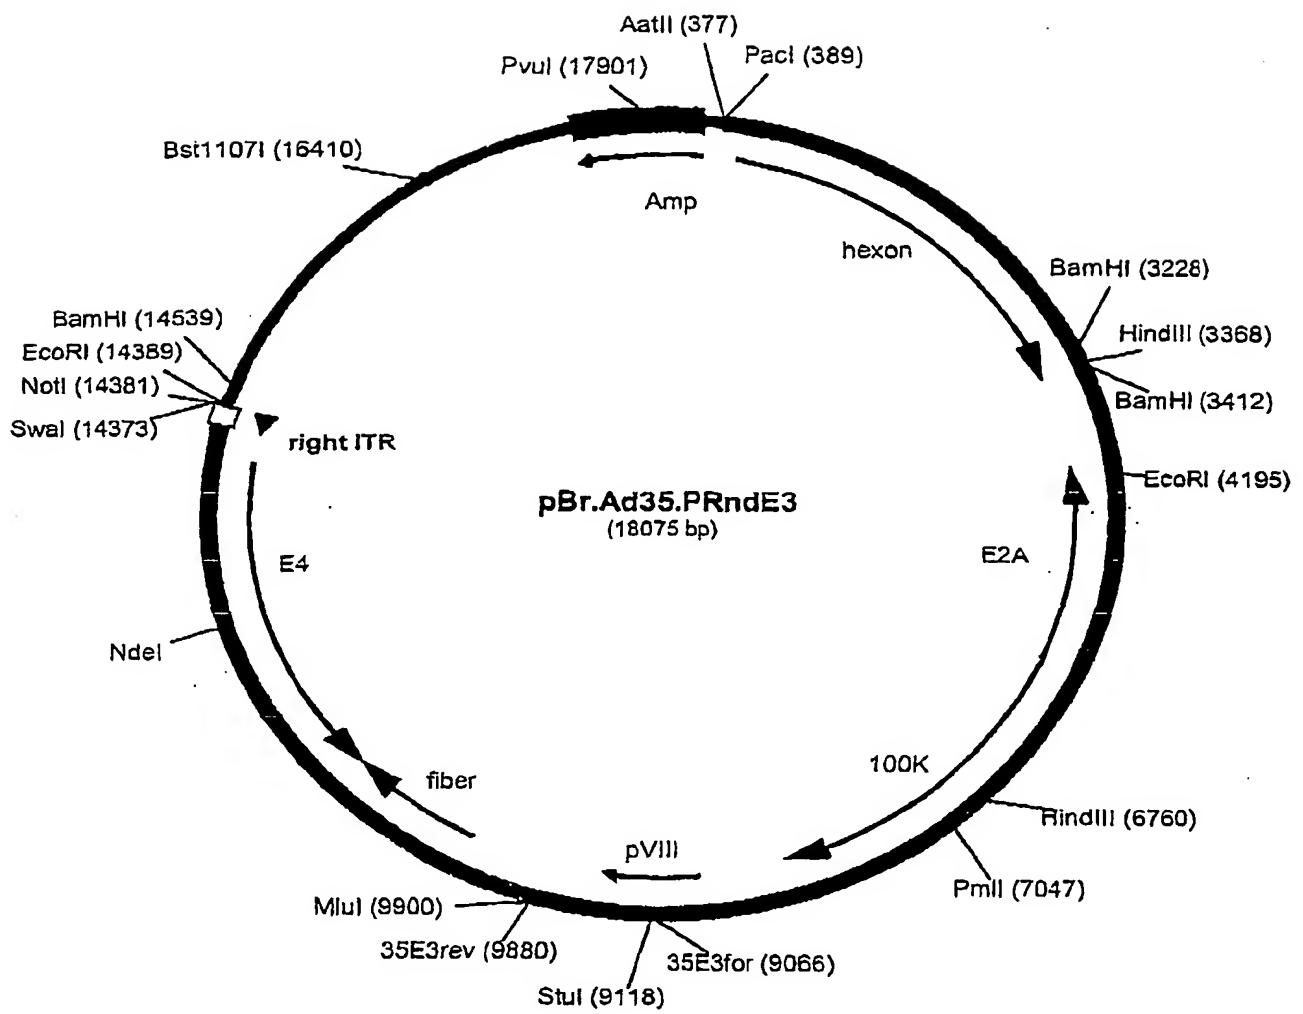 AatII (377)
PacI (389)
PvuI (17901)
Bst1107I (16410)
Amp
hexon
BamHI (3228)
HindIII (3368)
BamHI (3412)
EcoRI (4195)
BamHI (14539)
EcoRI (14389)
NotI (14381)
SwaI (14373)
right ITR
pBr.Ad35.PRndE3
(18075 bp)
E2A
E4
NdeI
100K
fiber
HindIII (6760)
pVIII
PmlI (7047)
MluI (9900)
35E3rev (9880)
35E3for (9066)
StuI (9118)